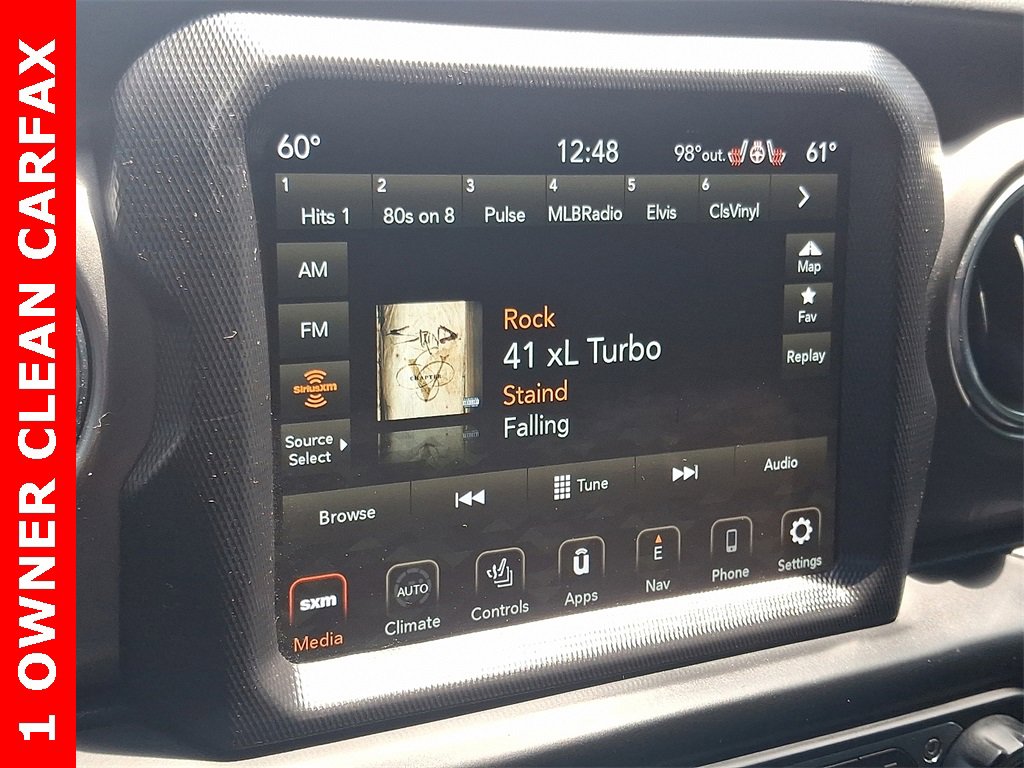 1 OWNER CLEAN CARFAX
60° 12:48 98°out. 61°
1 2 3 4 5 6
Hits 1 80s on 8 Pulse MLBRadio Elvis ClsVinyl
AM
FM
SiriusXM
Source
Select
CHAPTER
V
Rock
41 xL Turbo
Staind
Falling
Map
Fav
Replay
Browse Tune Audio
sxm AUTO û E
Media Climate Controls Apps Nav Phone Settings